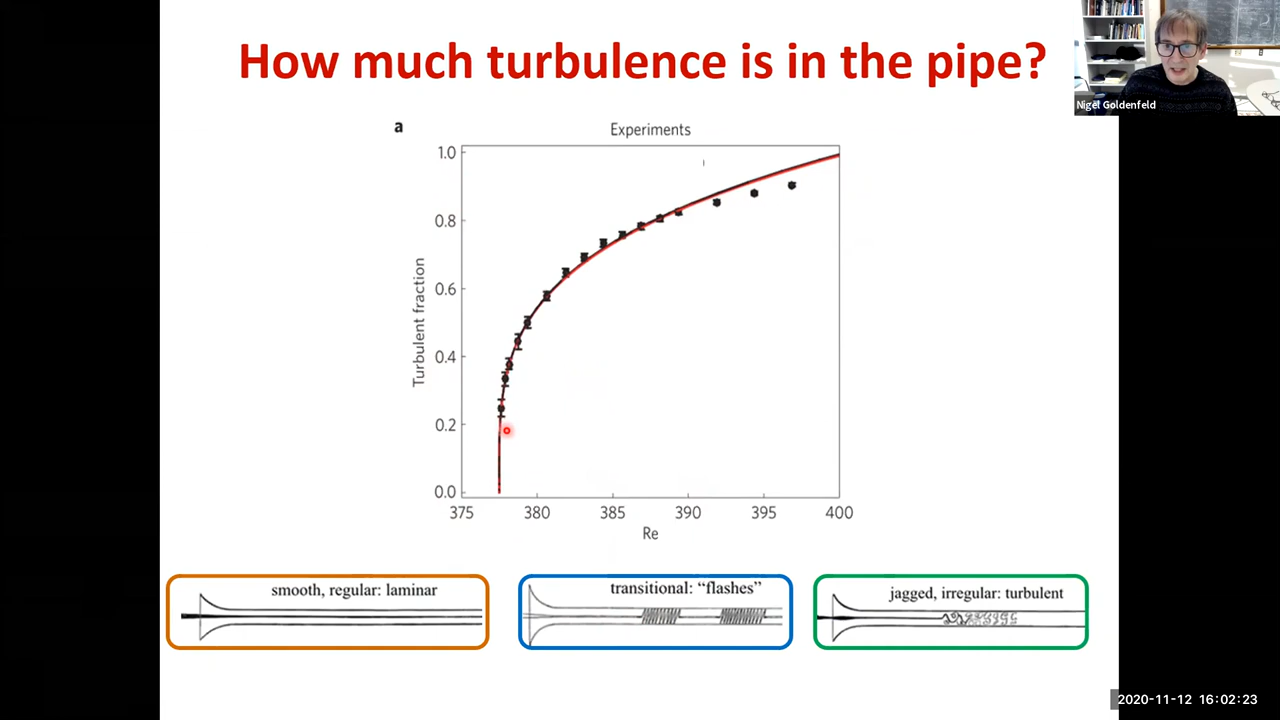 How much turbulence is in the pipe?
Nigel Goldenfeld
a
Experiments
1.0
0.8
0.6
0.4
0.2
0.0
Turbulent fraction
375 380 385 390 395 400
Re
smooth, regular: laminar
transitional: “flashes”
jagged, irregular: turbulent
2020-11-12 16:02:23